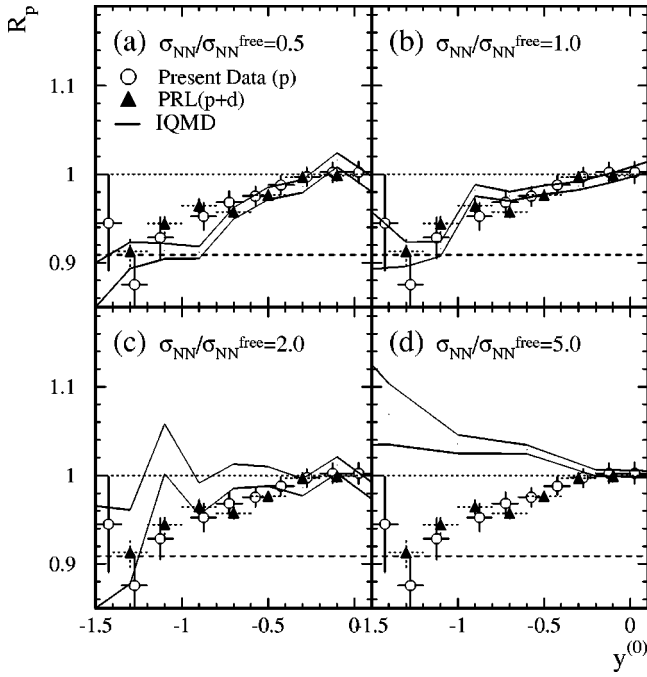 R_p
(a) σ_NN/σ_NN^free=0.5
(b) σ_NN/σ_NN^free=1.0
Present Data (p)
PRL(p+d)
IQMD
1.1
1
0.9
(c) σ_NN/σ_NN^free=2.0
(d) σ_NN/σ_NN^free=5.0
1.1
1
0.9
-1.5 -1 -0.5 0 -1.5 -1 -0.5 0
y^(0)